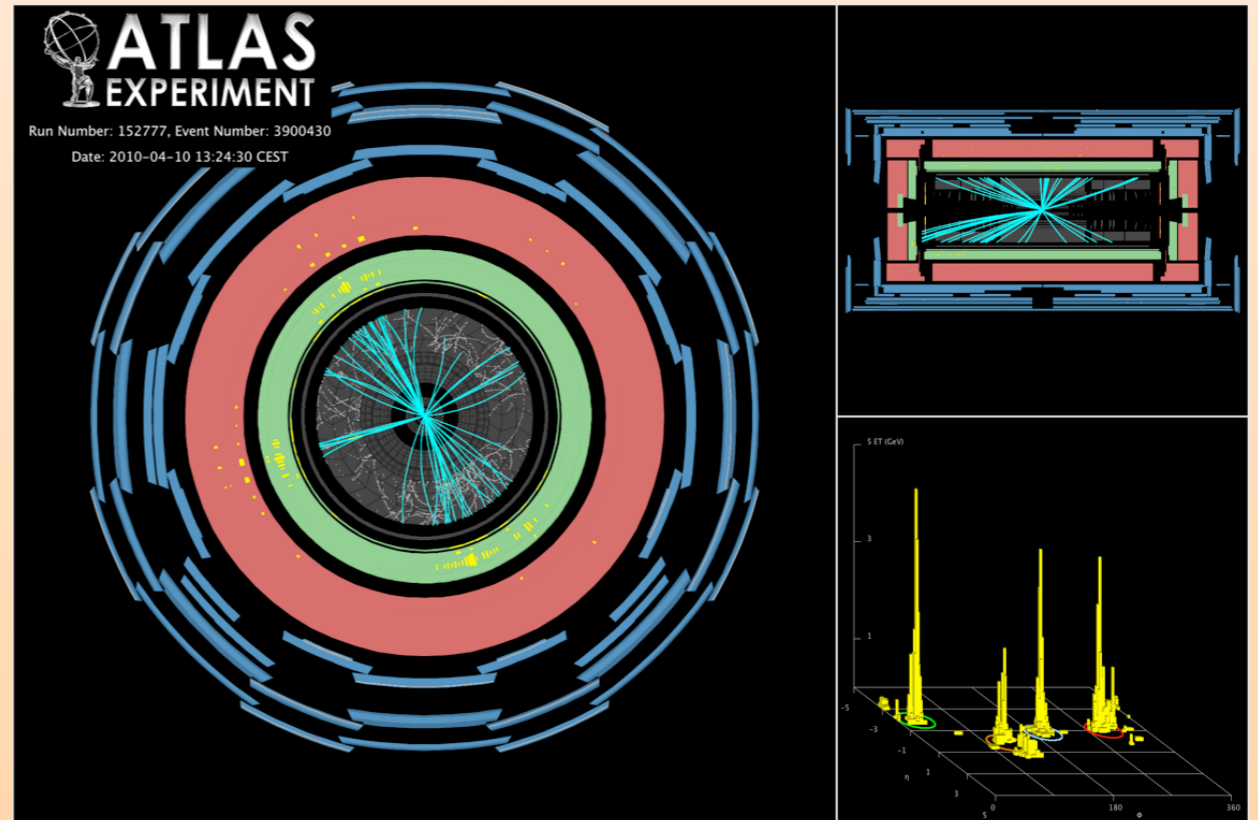 ATLAS
EXPERIMENT
Run Number: 152777, Event Number: 3900430
Date: 2010-04-10 13:24:30 CEST
5 ET (GeV)
3
1
-5
-3
-1
η 1
3
5
0 180 360
Φ